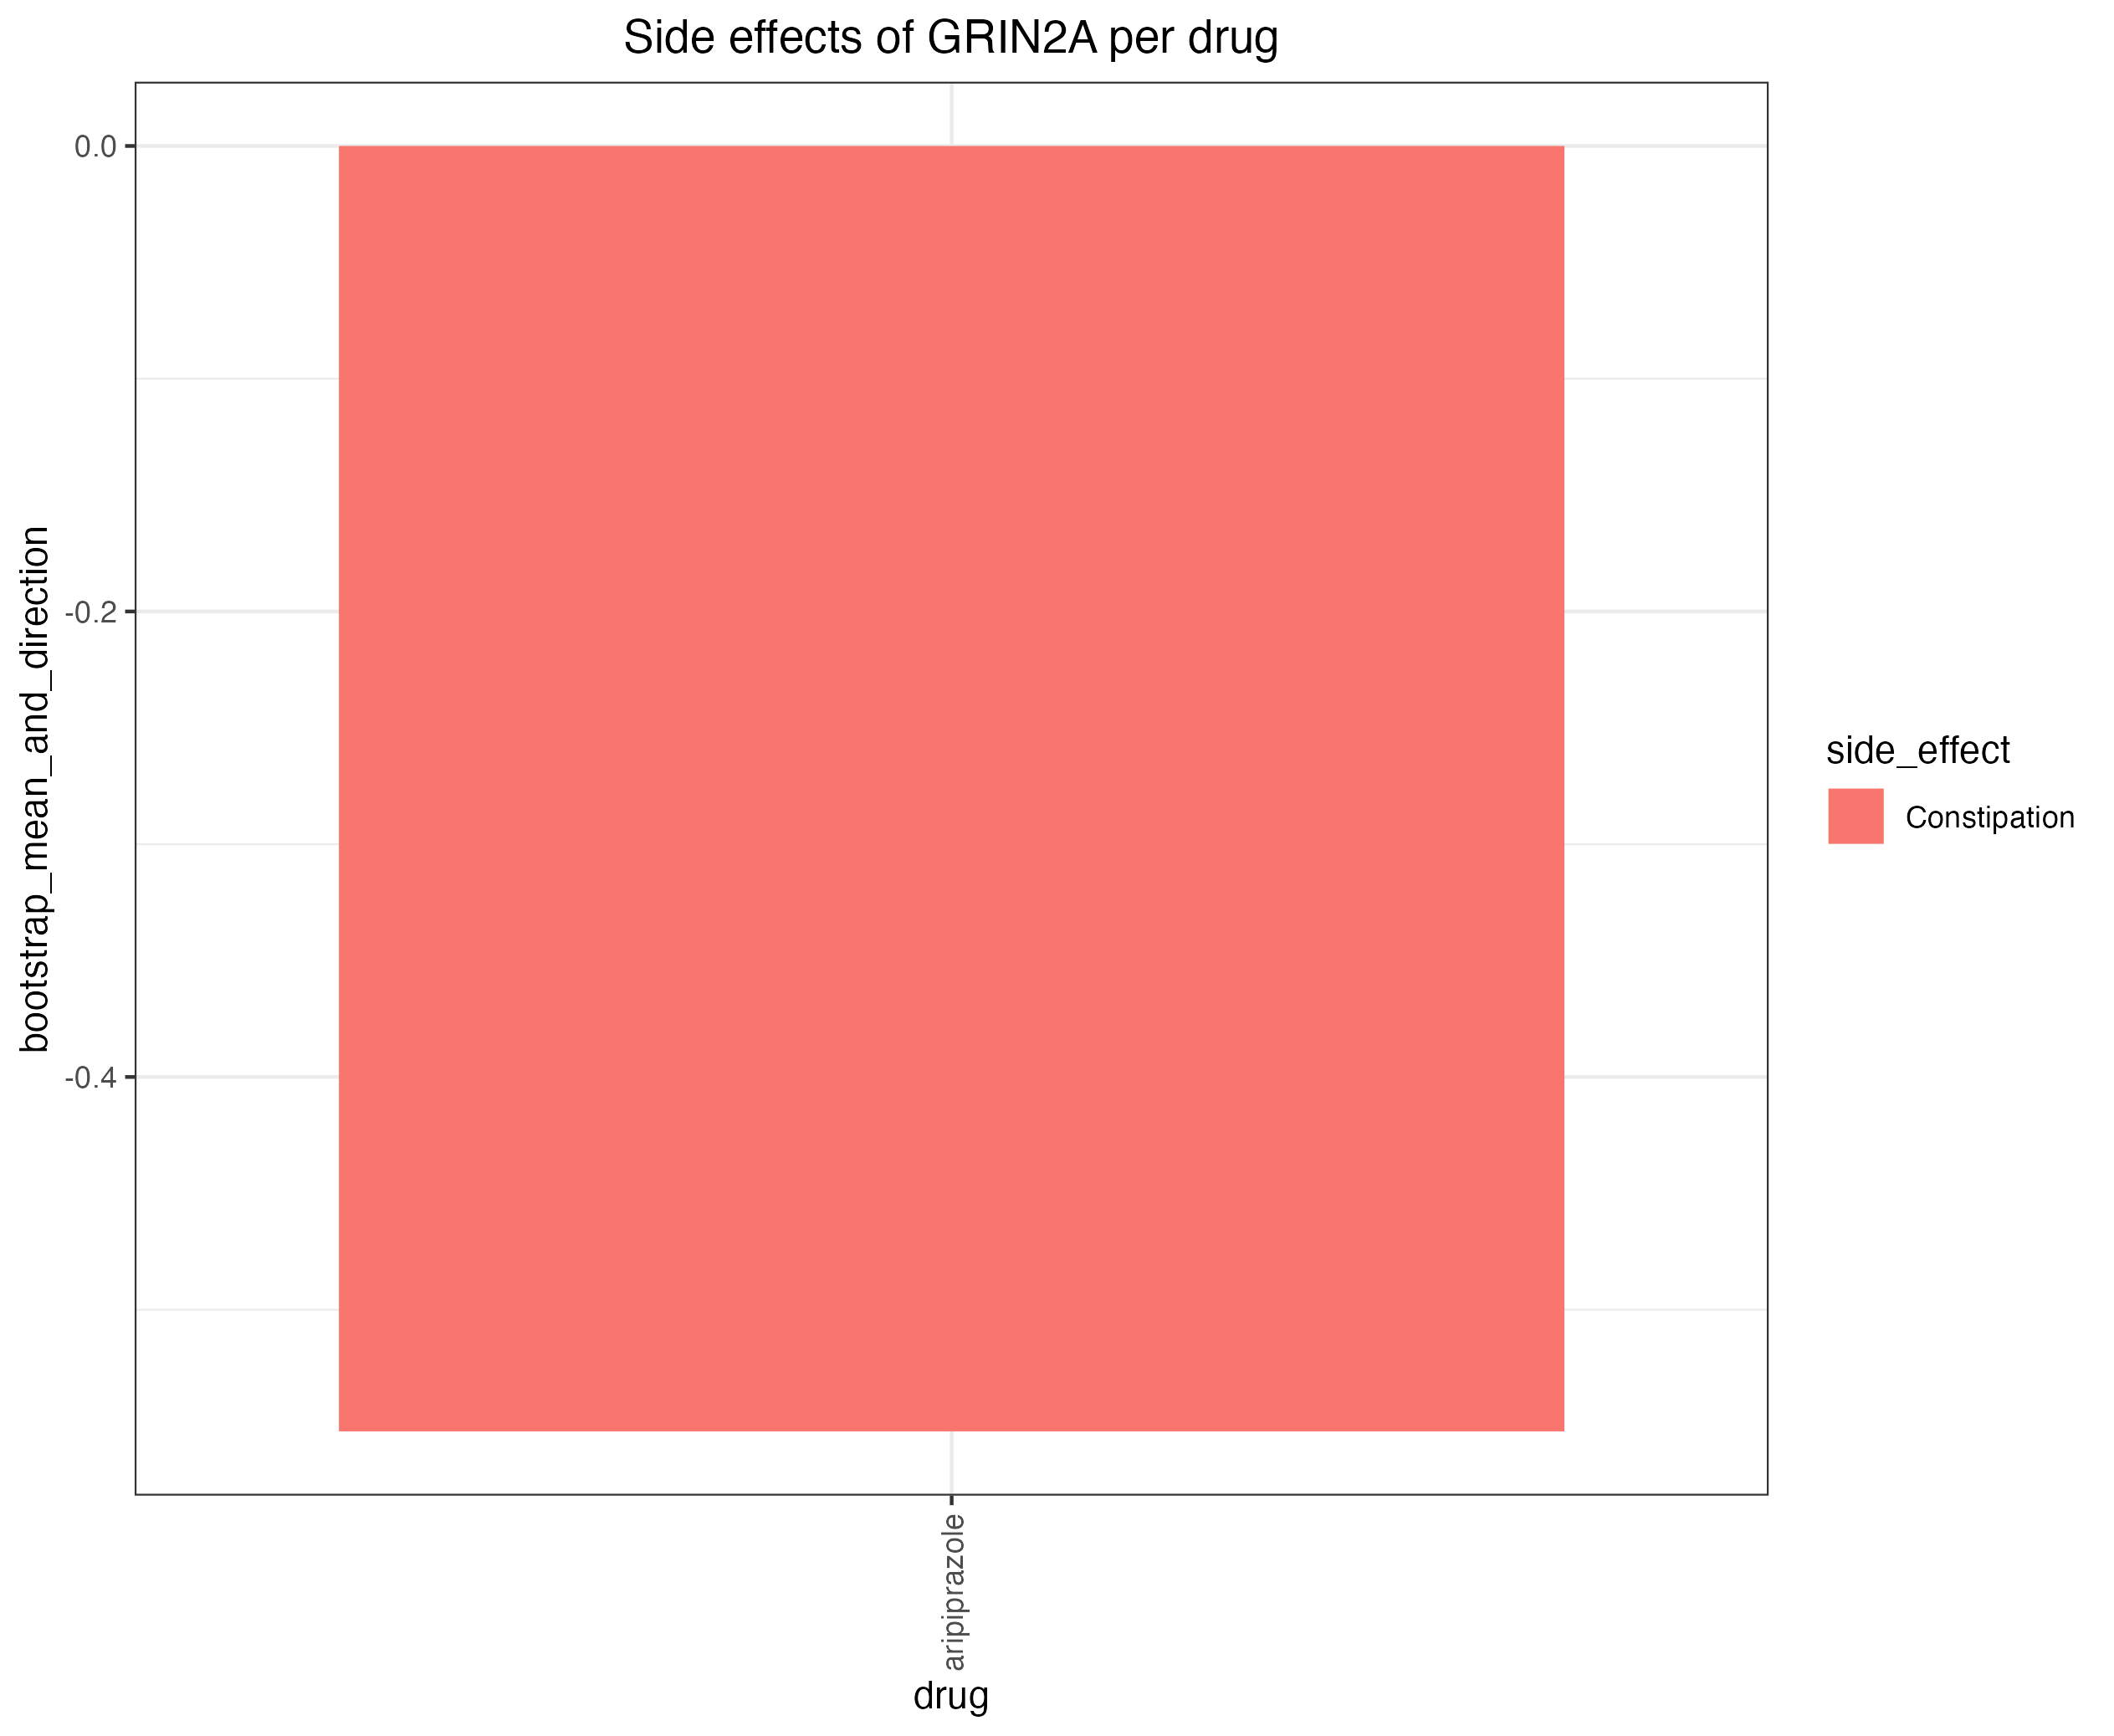 Side effects of GRIN2A per drug
bootstrap_mean_and_direction
0.0
-0.2
-0.4
aripiprazole
drug
side_effect
Constipation